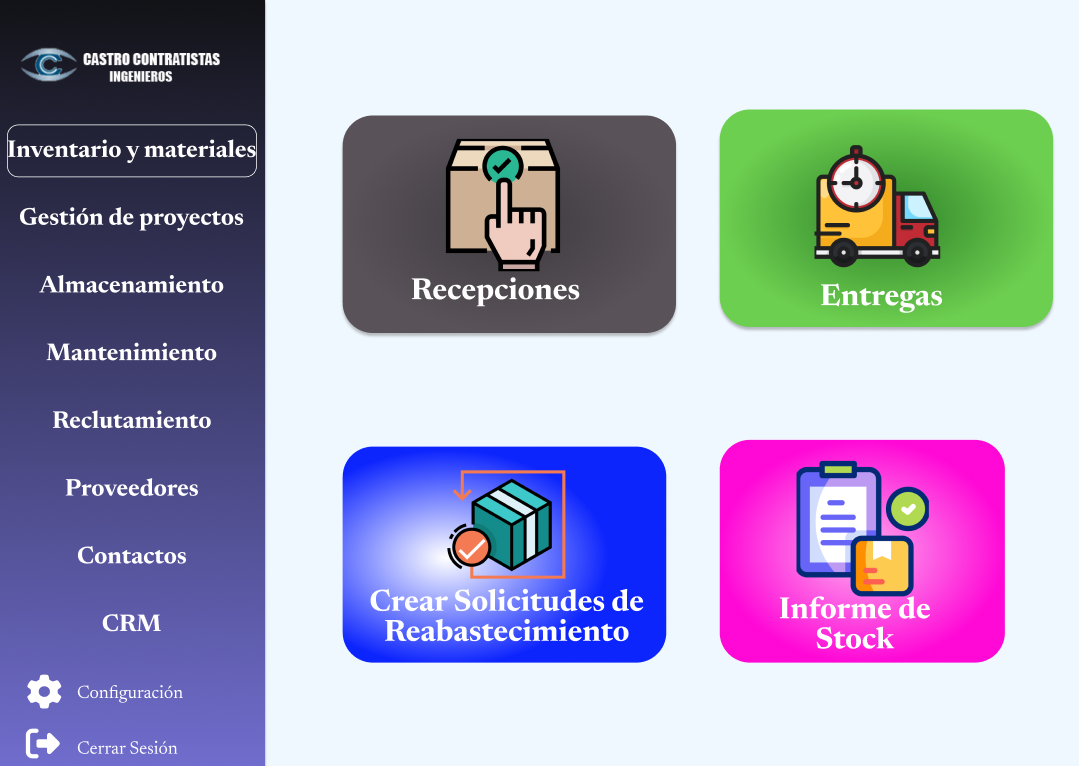 CASTRO CONTRATISTAS
INGENIEROS
Inventario y materiales
Gestión de proyectos
Almacenamiento
Mantenimiento
Reclutamiento
Proveedores
Contactos
CRM
Configuración
Cerrar Sesión
Recepciones
Entregas
Crear Solicitudes de
Reabastecimiento
Informe de
Stock